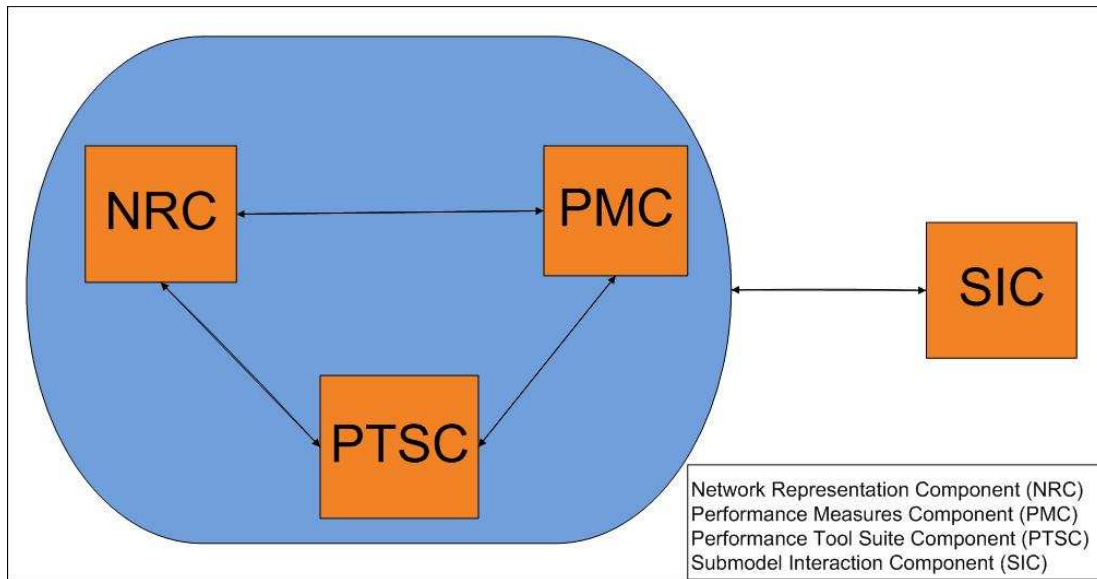 NRC
PMC
SIC
PTSC
Network Representation Component (NRC)
Performance Measures Component (PMC)
Performance Tool Suite Component (PTSC)
Submodel Interaction Component (SIC)